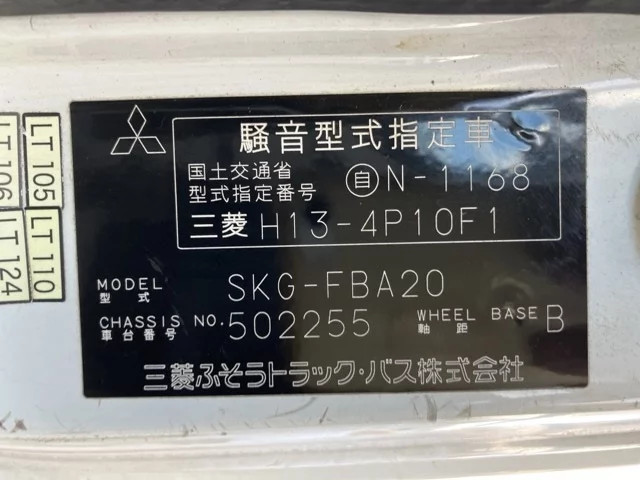 騒音型式指定車
国土交通省
型式指定番号 自N-1168
三菱 H13-4P10F1
MODEL
型式 SKG-FBA20
CHASSIS NO.
車台番号 502255
WHEEL BASE
軸距 B
三菱ふそうトラック・バス株式会社
LT 105
LT 110
LT 106
LT 124